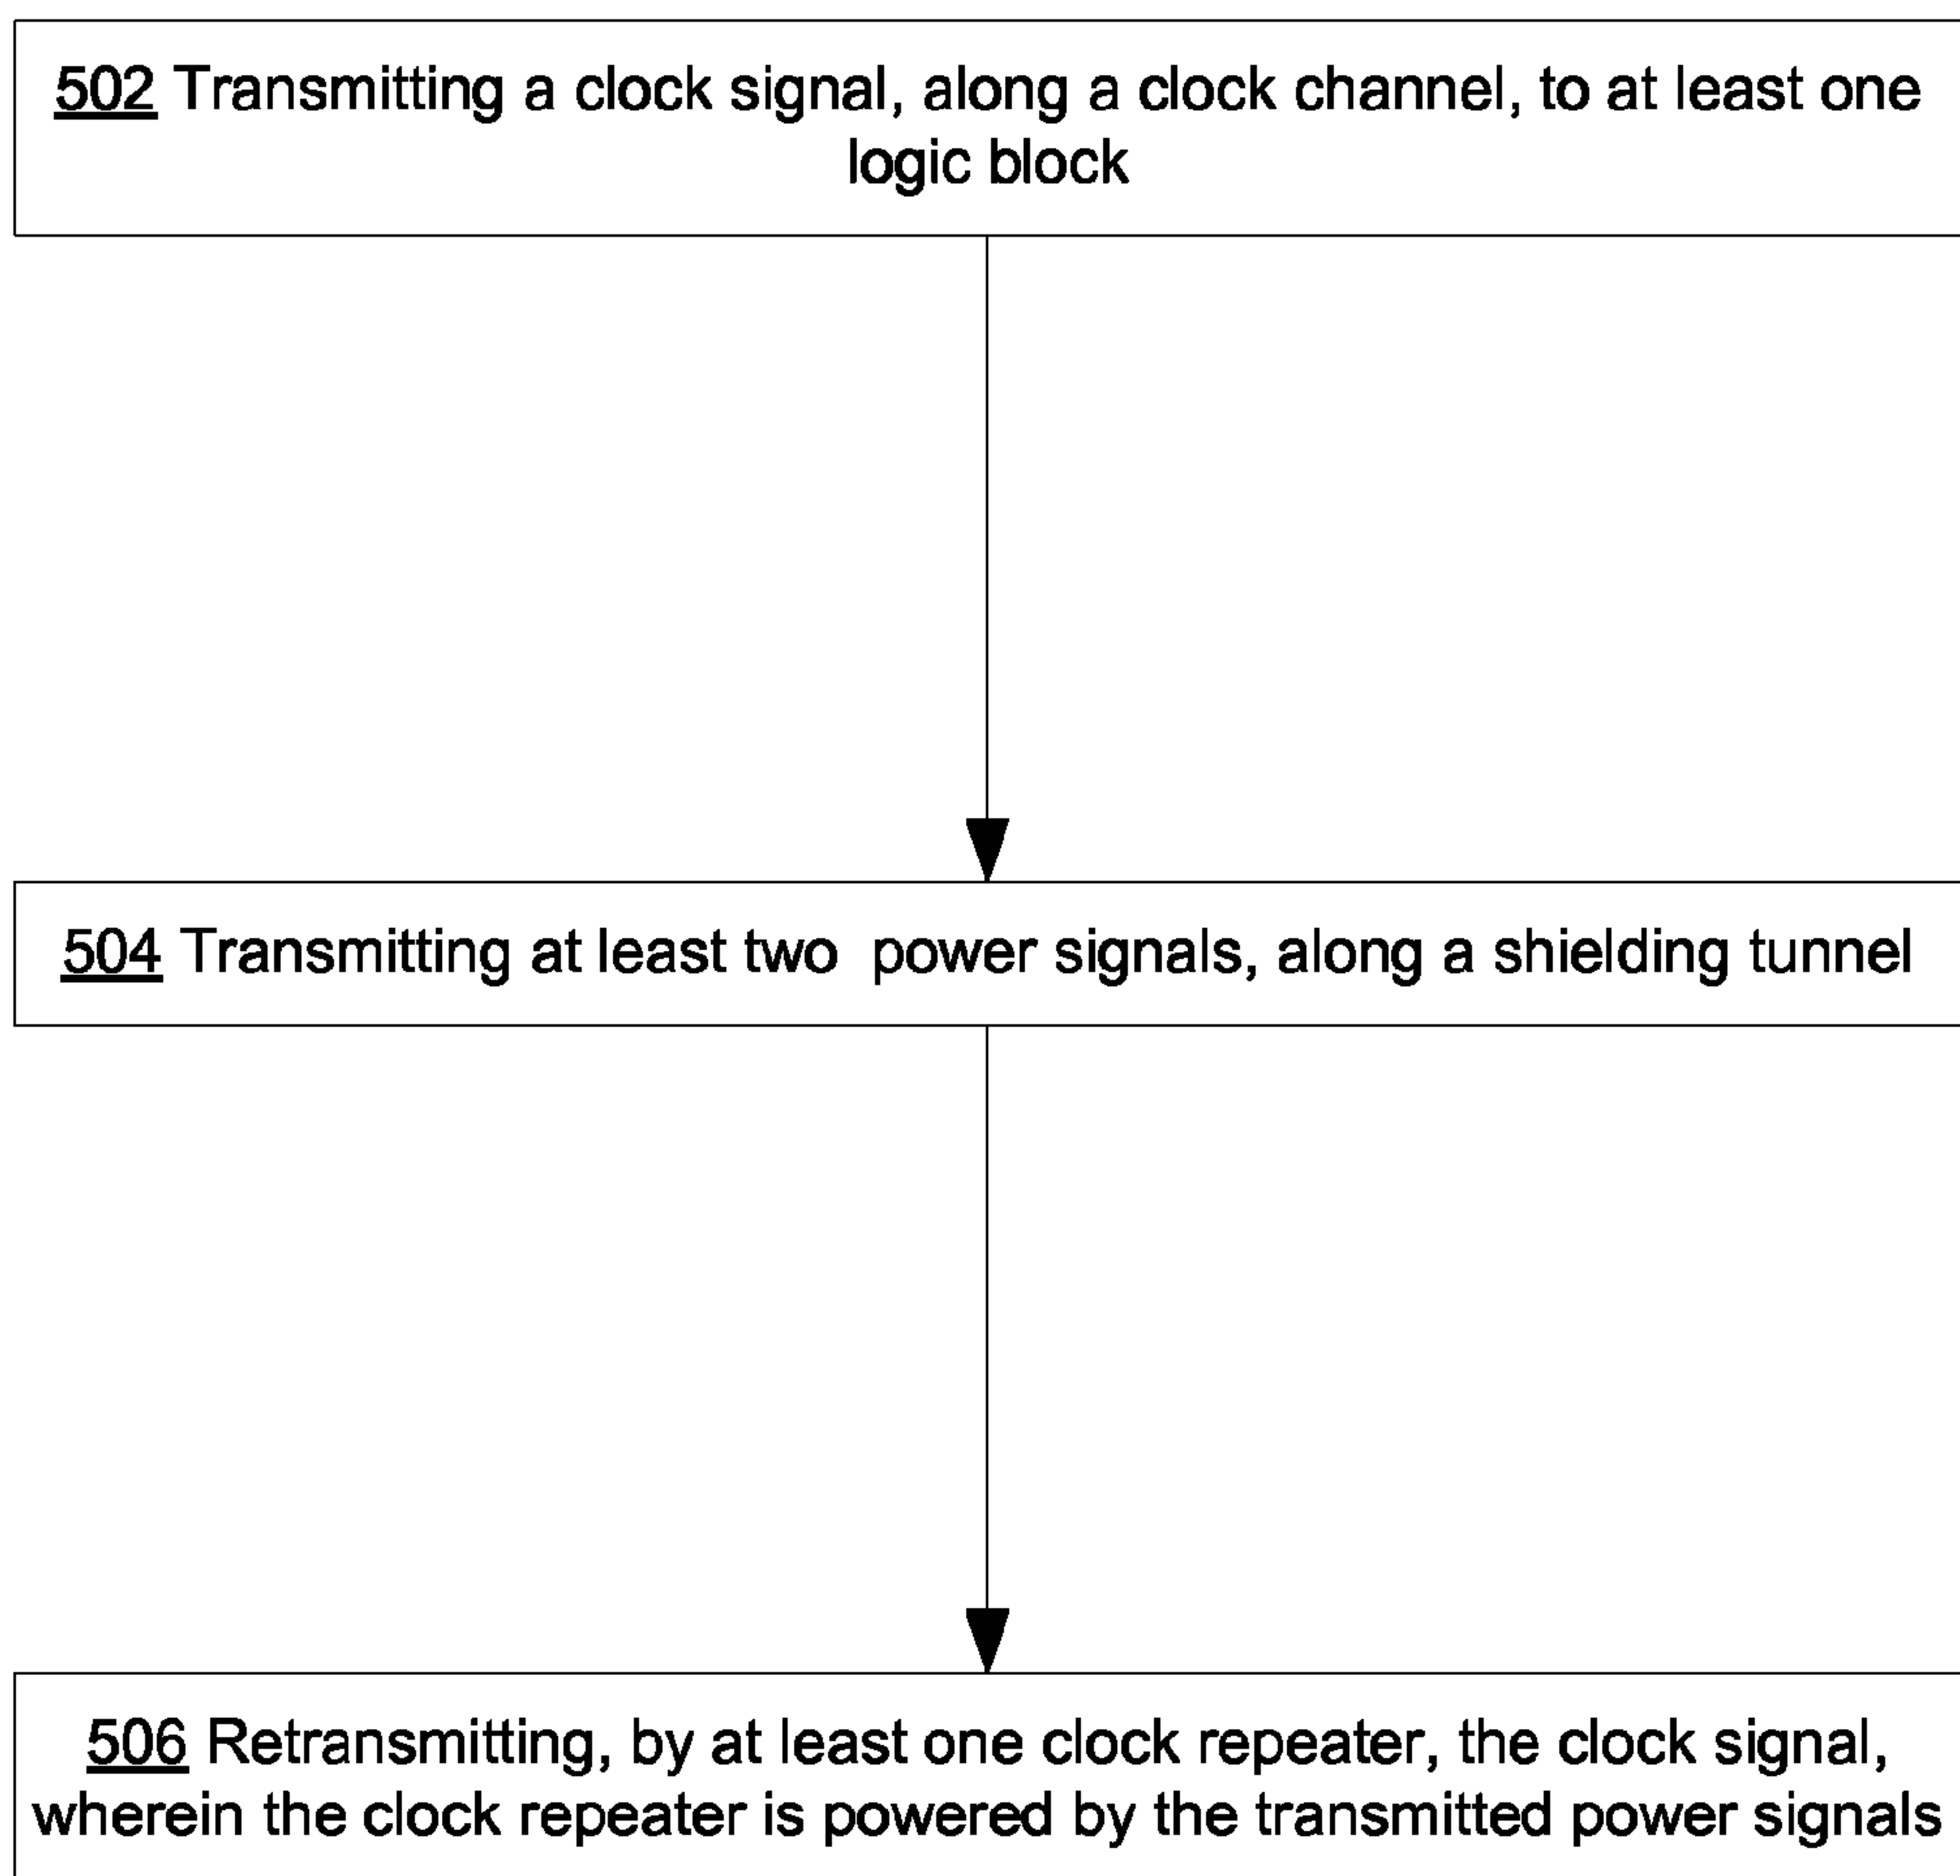 502 Transmitting a clock signal, along a clock channel, to at least one
logic block
504 Transmitting at least two power signals, along a shielding tunnel
506 Retransmitting, by at least one clock repeater, the clock signal,
wherein the clock repeater is powered by the transmitted power signals